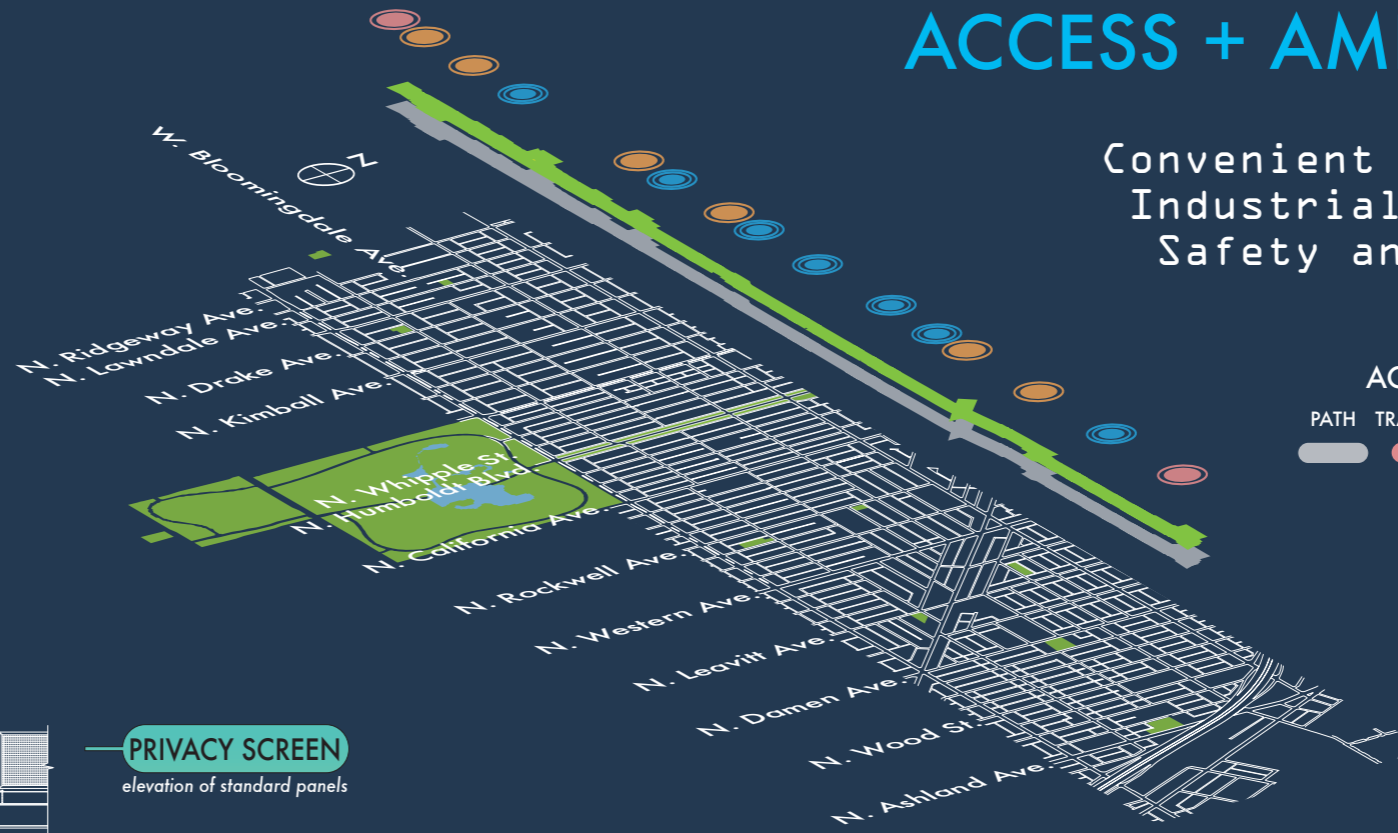 ACCESS + AM
Convenient
Industrial
Safety an
AC
PATH TRA
W. Bloomingdale Ave.
Z
N. Ridgeway Ave.
N. Lawndale Ave.
N. Drake Ave.
N. Kimball Ave.
N. Whipple St.
N. Humboldt Blvd.
N. California Ave.
N. Rockwell Ave.
N. Western Ave.
N. Leavitt Ave.
N. Damen Ave.
N. Wood St.
N. Ashland Ave.
PRIVACY SCREEN
elevation of standard panels